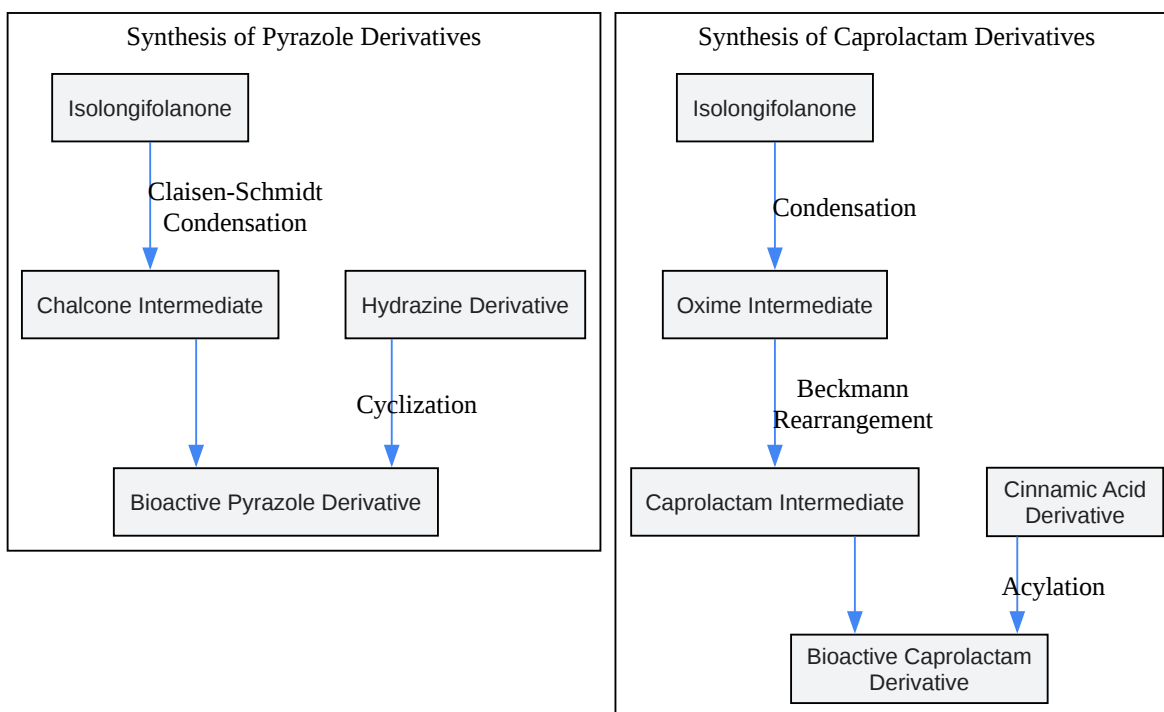 Synthesis of Pyrazole Derivatives
Isolongifolanone
Claisen-Schmidt
Condensation
Chalcone Intermediate
Hydrazine Derivative
Cyclization
Bioactive Pyrazole Derivative
Synthesis of Caprolactam Derivatives
Isolongifolanone
Condensation
Oxime Intermediate
Beckmann
Rearrangement
Caprolactam Intermediate
Cinnamic Acid
Derivative
Acylation
Bioactive Caprolactam
Derivative